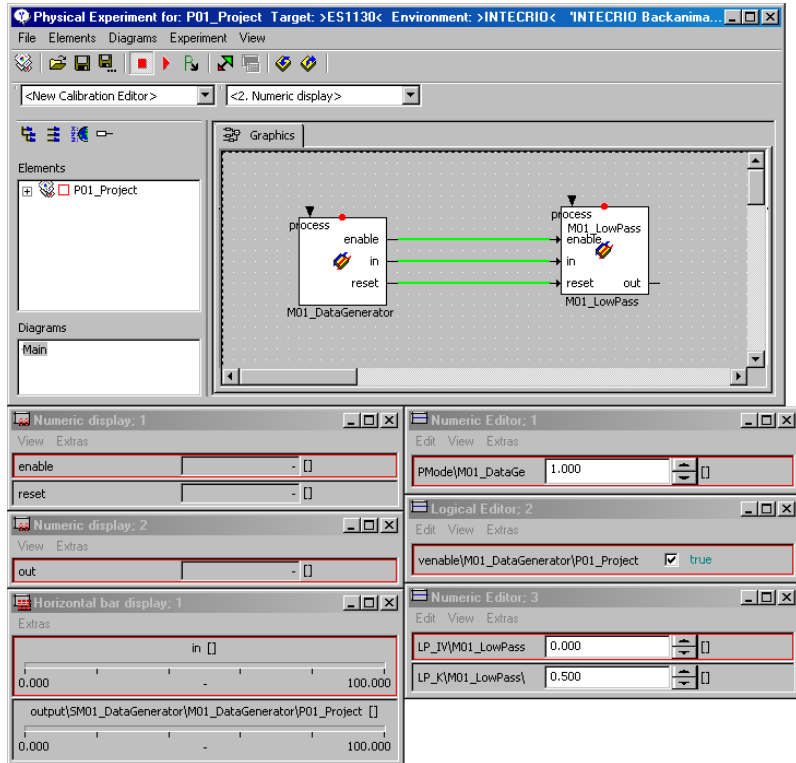 Physical Experiment for: P01_Project Target: >ES1130< Environment: >INTECRIO< 'INTECRIO Backanima...
File Elements Diagrams Experiment View
<New Calibration Editor>
<2. Numeric display>
Graphics
Elements
P01_Project
Diagrams
Main
process
enable
in
reset
M01_DataGenerator
process
M01_LowPass
enable
in
reset out
M01_LowPass
Numeric display; 1
View Extras
enable - []
reset - []
Numeric display; 2
View Extras
out - []
Horizontal bar display; 1
Extras
in []
0.000 - 100.000
output\SM01_DataGenerator\M01_DataGenerator\P01_Project []
0.000 - 100.000
Numeric Editor; 1
Edit View Extras
PMode\M01_DataGe 1.000 []
Logical Editor; 2
Edit View Extras
venable\M01_DataGenerator\P01_Project true
Numeric Editor; 3
Edit View Extras
LP_IV\M01_LowPass 0.000 []
LP_K\M01_LowPass\ 0.500 []